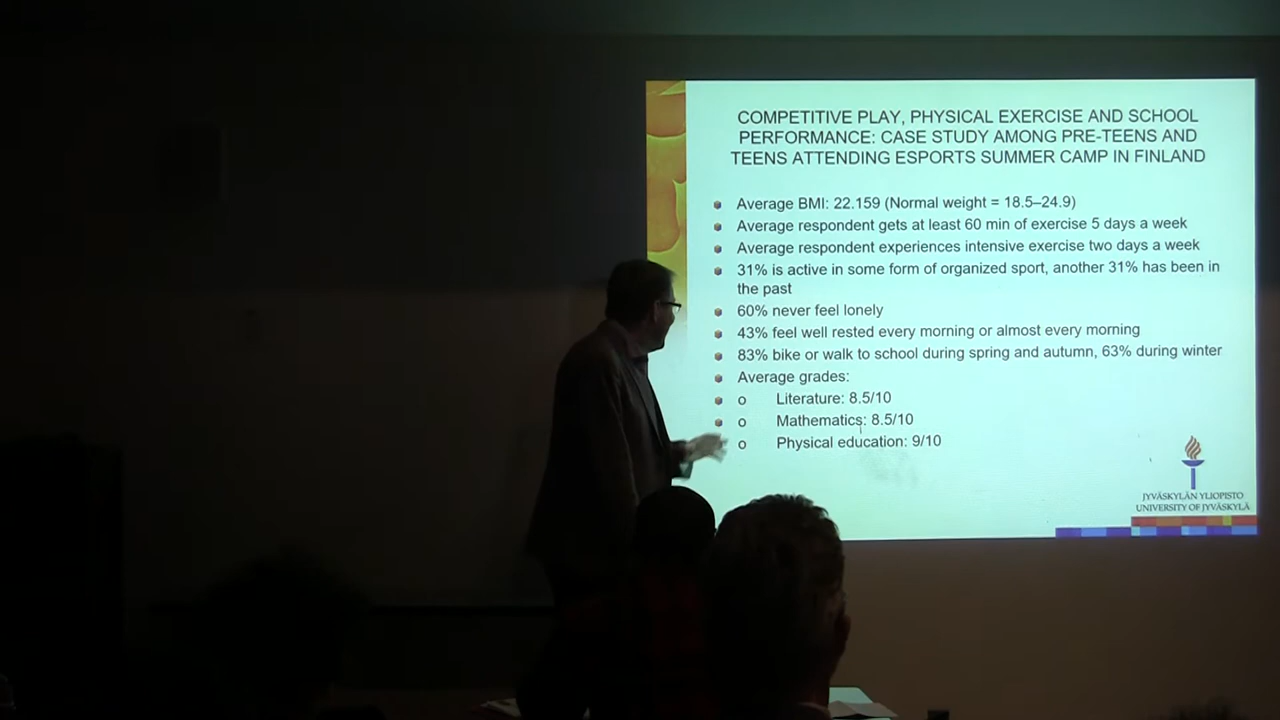 COMPETITIVE PLAY, PHYSICAL EXERCISE AND SCHOOL
PERFORMANCE: CASE STUDY AMONG PRE-TEENS AND
TEENS ATTENDING ESPORTS SUMMER CAMP IN FINLAND
Average BMI: 22.159 (Normal weight = 18.5–24.9)
Average respondent gets at least 60 min of exercise 5 days a week
Average respondent experiences intensive exercise two days a week
31% is active in some form of organized sport, another 31% has been in
the past
60% never feel lonely
43% feel well rested every morning or almost every morning
83% bike or walk to school during spring and autumn, 63% during winter
Average grades:
o Literature: 8.5/10
o Mathematics: 8.5/10
o Physical education: 9/10
JYVÄSKYLÄN YLIOPISTO
UNIVERSITY OF JYVÄSKYLÄ